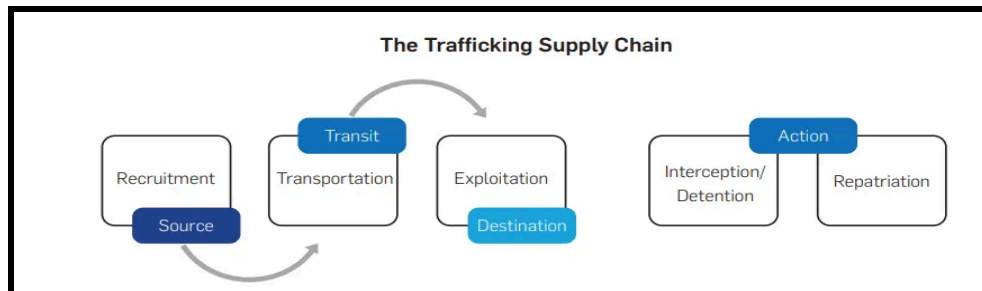 The Trafficking Supply Chain
Recruitment
Source
Transit
Transportation
Exploitation
Destination
Action
Interception/
Detention
Repatriation